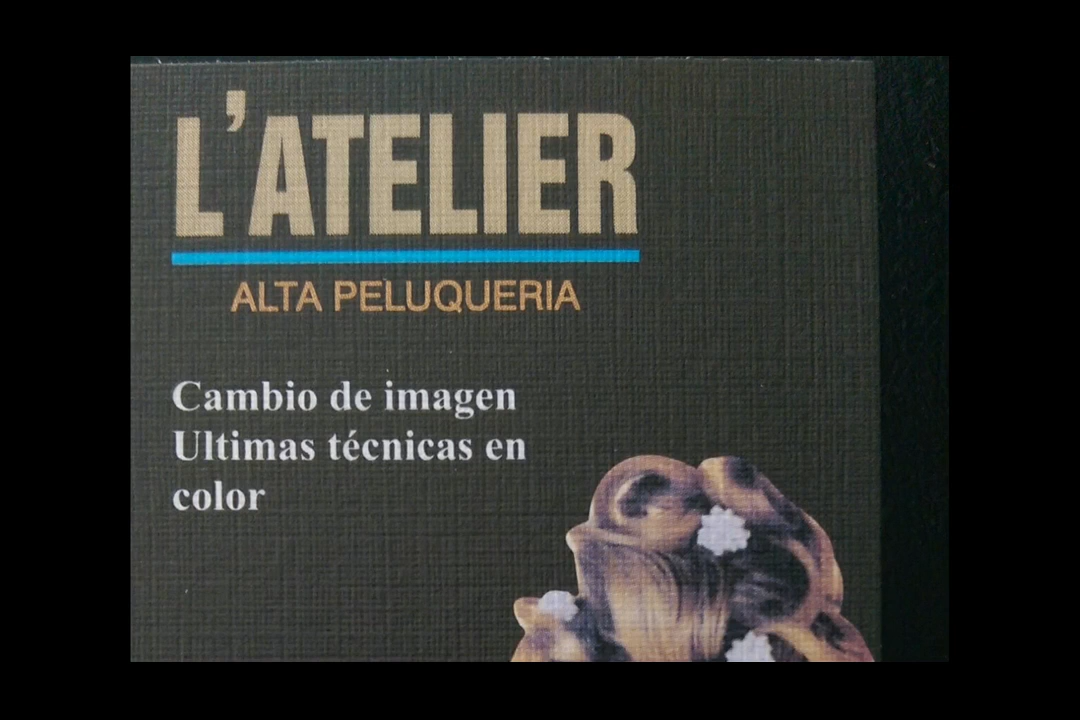 L'ATELIER
ALTA PELUQUERIA
Cambio de imagen
Ultimas técnicas en
color